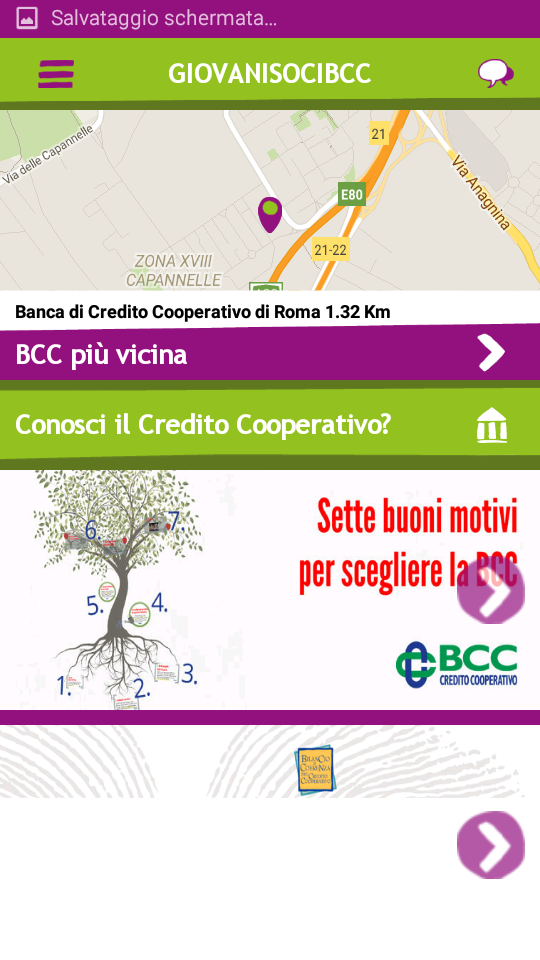 Salvataggio schermata...
GIOVANISOCIBCC
Via delle Capannelle
21
E80
Via Anagnina
21-22
ZONA XVIII
CAPANNELLE
Banca di Credito Cooperativo di Roma 1.32 Km
BCC più vicina
Conosci il Credito Cooperativo?
Sette buoni motivi
per scegliere la BCC
6.
7.
5.
4.
3.
1.
2.
BCC
CREDITO COOPERATIVO